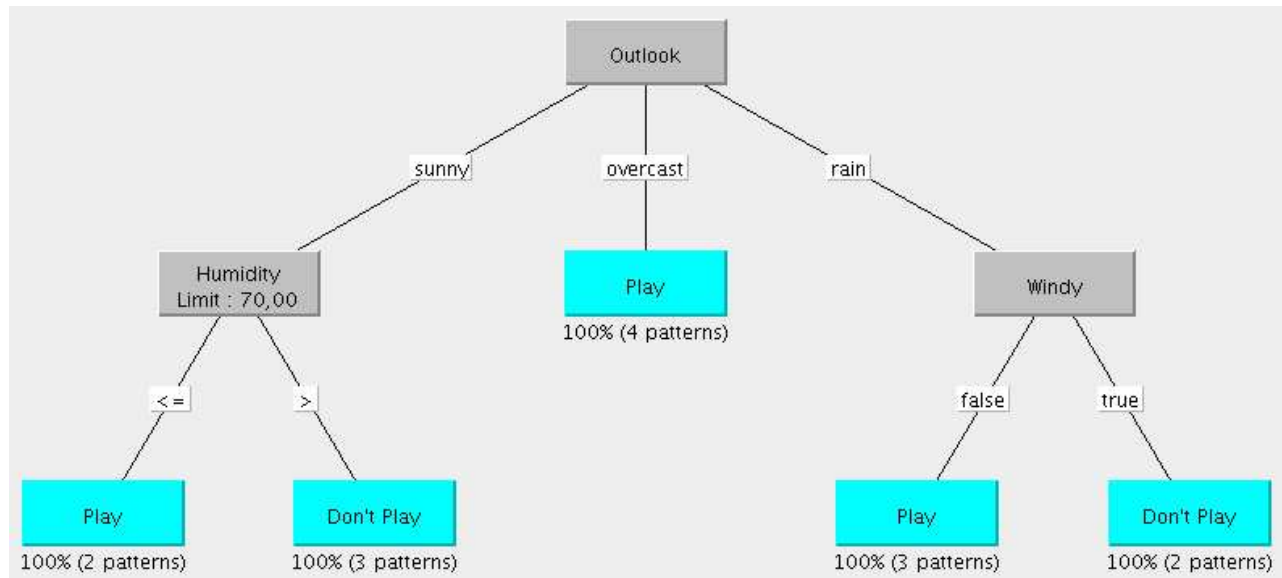 Outlook
sunny
overcast
rain
Humidity
Limit : 70,00
Play
100% (4 patterns)
Windy
<=
>
false
true
Play
100% (2 patterns)
Don't Play
100% (3 patterns)
Play
100% (3 patterns)
Don't Play
100% (2 patterns)